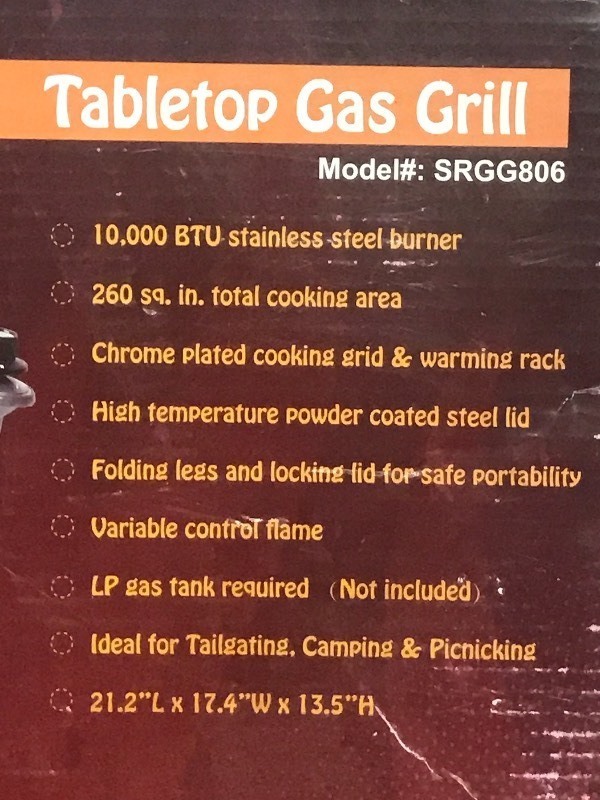 Tabletop Gas Grill
Model#: SRGG806
10,000 BTU stainless steel burner
260 sq. in. total cooking area
Chrome plated cooking grid & warming rack
High temperature powder coated steel lid
Folding legs and locking lid for safe portability
Variable control flame
LP gas tank required (Not included)
Ideal for Tailgating, Camping & Picnicking
21.2"L x 17.4"W x 13.5"H